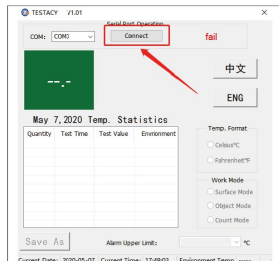 TESTACY V1.01
Serial Port Operation
COM: COM3 Connect fail
--.-
中文
ENG
May 7,2020 Temp. Statistics
Quantity Test Time Test Value Envrionment
Temp. Format
Celsius°C
Fahrenheit°F
Work Mode
Surface Mode
Object Mode
Count Mode
Save As Alarm Upper Limit: °C
Current Date: 2020-05-07 Current Time: 17:49:03 Environment Temp